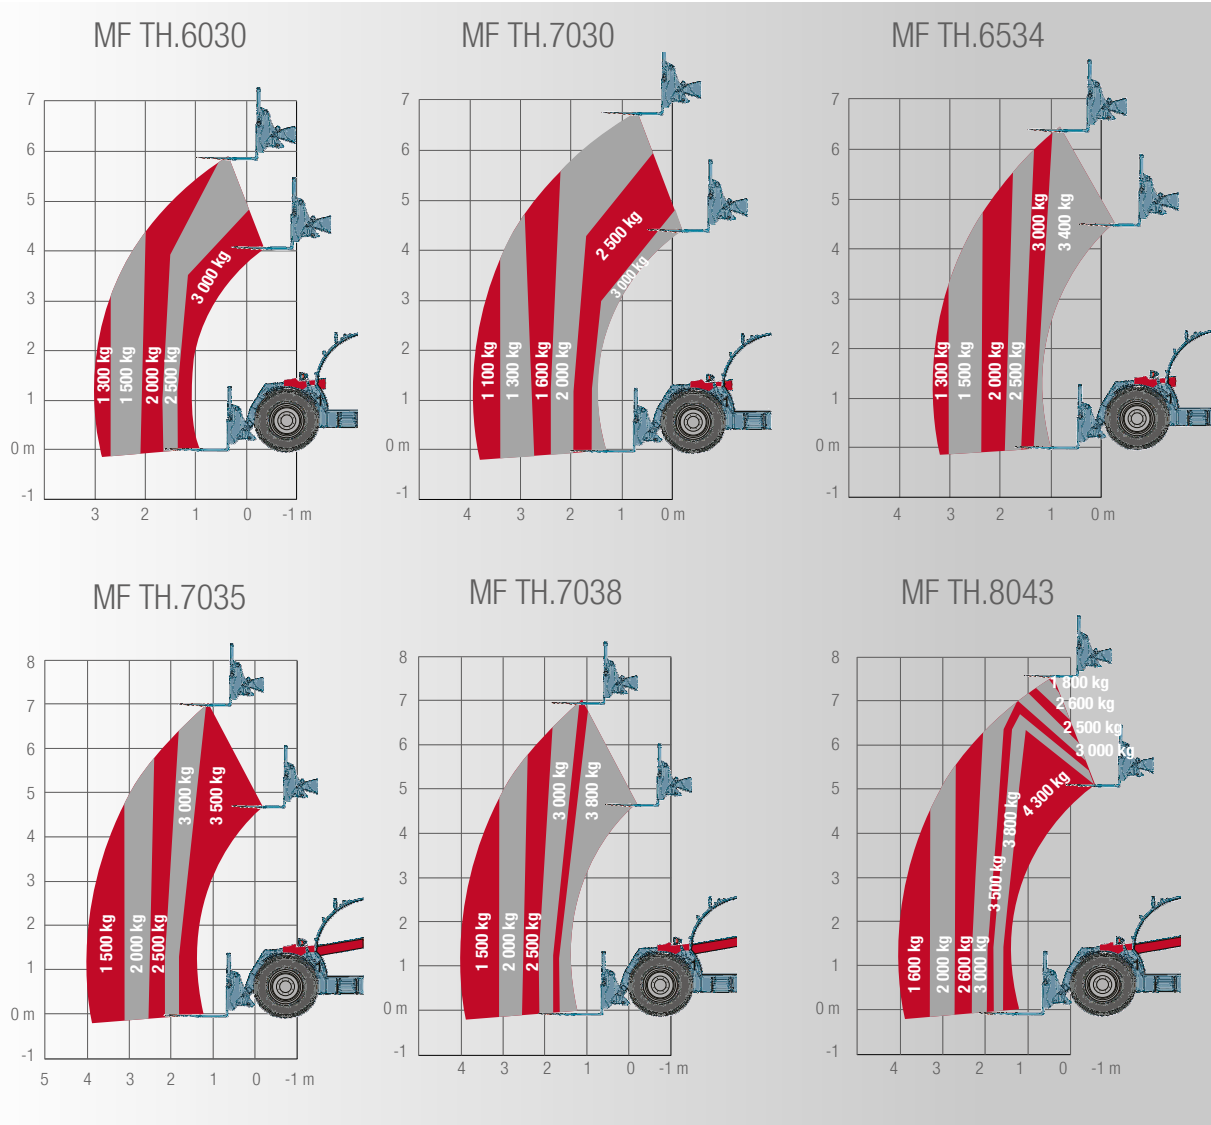 MF TH.6030
7
6
5
4
3
2
1
0 m
-1
3 2 1 0 -1 m
1 300 kg
1 500 kg
2 000 kg
2 500 kg
3 000 kg
MF TH.7030
7
6
5
4
3
2
1
0 m
-1
4 3 2 1 0 m
1 100 kg
1 300 kg
1 600 kg
2 000 kg
2 500 kg
3 000 kg
MF TH.6534
7
6
5
4
3
2
1
0 m
-1
4 3 2 1 0 m
1 300 kg
1 500 kg
2 000 kg
2 500 kg
3 000 kg
3 400 kg
MF TH.7035
8
7
6
5
4
3
2
1
0 m
-1
5 4 3 2 1 0 -1 m
1 500 kg
2 000 kg
2 500 kg
3 000 kg
3 500 kg
MF TH.7038
8
7
6
5
4
3
2
1
0 m
-1
4 3 2 1 0 -1 m
1 500 kg
2 000 kg
2 500 kg
3 000 kg
3 800 kg
MF TH.8043
8
7
6
5
4
3
2
1
0 m
-1
4 3 2 1 0 -1 m
1 600 kg
2 000 kg
2 600 kg
3 000 kg
3 500 kg
3 800 kg
4 300 kg
1 800 kg
2 600 kg
2 500 kg
3 000 kg